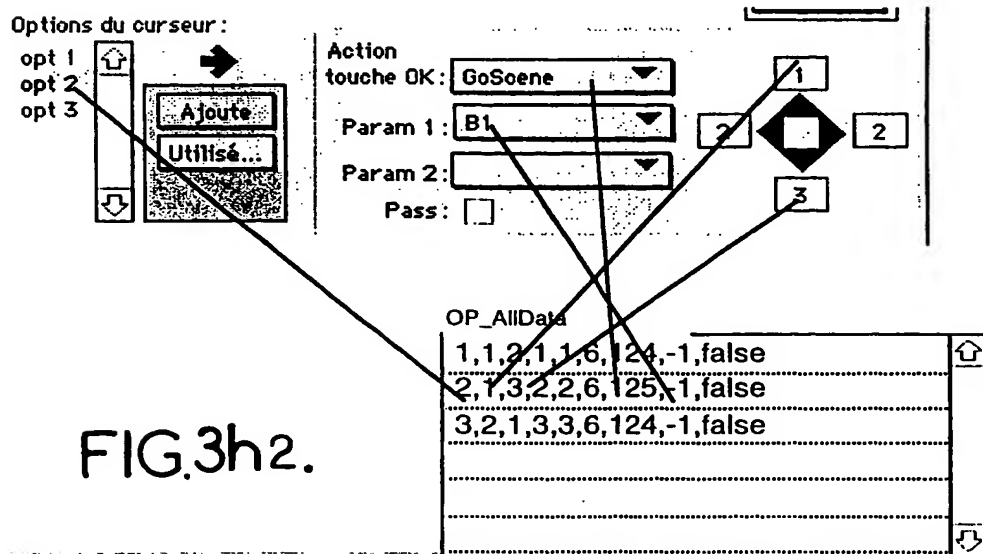 Options du curseur :
opt 1
opt 2
opt 3
Ajoute
Utilisé...
Action
touche OK : GoSoene
Param 1 : B1
Param 2 :
Pass :
1
2
2
3
OP_AllData
1,1,2,1,1,6,124,-1,false
2,1,3,2,2,6,125,-1,false
3,2,1,3,3,6,124,-1,false
FIG.3h2.